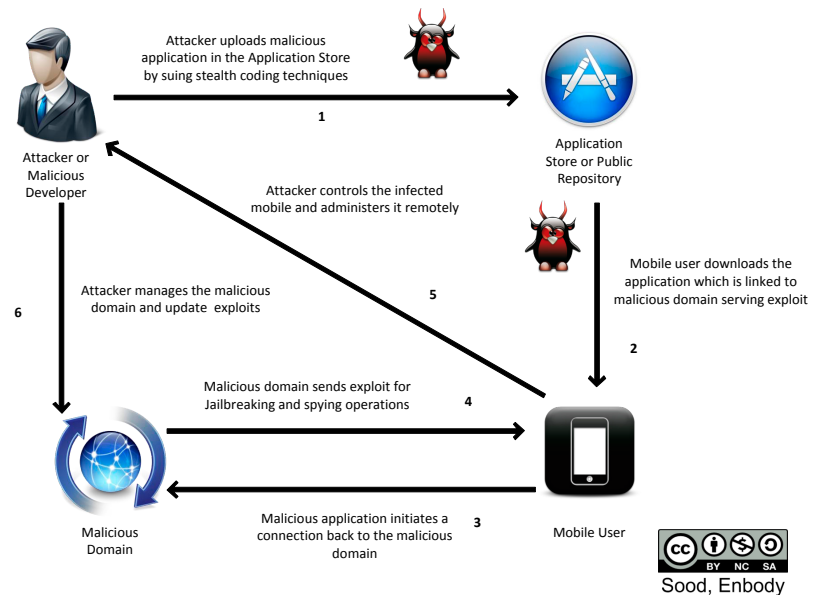 Attacker uploads malicious
application in the Application Store
by suing stealth coding techniques
1
Attacker or
Malicious
Developer
Application
Store or Public
Repository
Attacker controls the infected
mobile and administers it remotely
Mobile user downloads the
application which is linked to
malicious domain serving exploit
2
Attacker manages the malicious
domain and update exploits
6
5
Malicious domain sends exploit for
Jailbreaking and spying operations
4
Malicious application initiates a
connection back to the malicious
domain
3
Malicious
Domain
Mobile User
cc
BY NC SA
Sood, Enbody